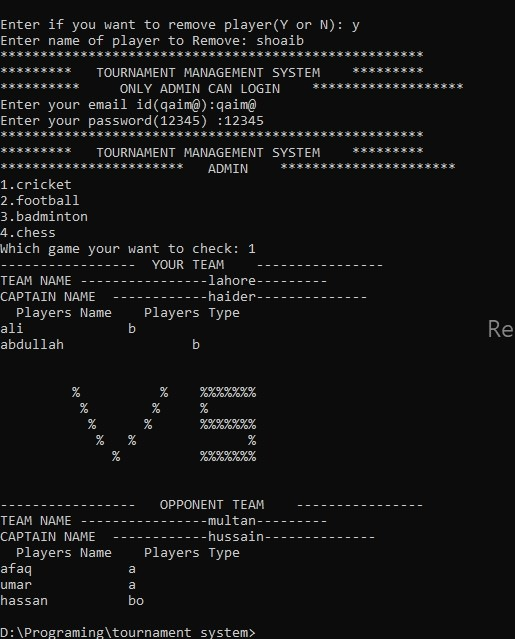 Enter if you want to remove player(Y or N): y
Enter name of player to Remove: shoaib
*****************************************************
*********   TOURNAMENT MANAGEMENT SYSTEM    *********
**********     ONLY ADMIN CAN LOGIN    *******************
Enter your email id(qaim@):qaim@
Enter your password(12345) :12345
*****************************************************
*********   TOURNAMENT MANAGEMENT SYSTEM    *********
***********************   ADMIN    **********************
1.cricket
2.football
3.badminton
4.chess
Which game your want to check: 1
-----------------  YOUR TEAM    ----------------
TEAM NAME ----------------lahore---------
CAPTAIN NAME  ------------haider--------------
  Players Name    Players Type
ali             b
abdullah                b
Re
         %          %    %%%%%%%
          %        %     %
           %      %      %%%%%%%
            %   %              %
              %          %%%%%%%
-----------------   OPPONENT TEAM    ----------------
TEAM NAME ----------------multan---------
CAPTAIN NAME  ------------hussain--------------
  Players Name    Players Type
afaq            a
umar            a
hassan          bo
D:\Programing\tournament system>